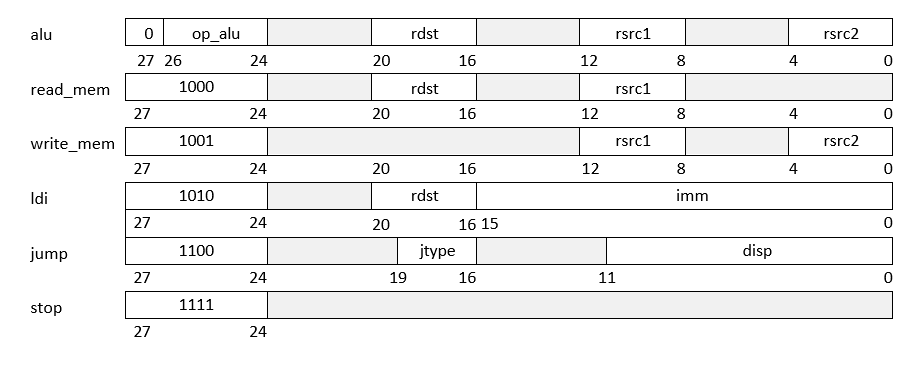 alu 0 op_alu rdst rsrc1 rsrc2
27 26 24 20 16 12 8 4 0
read_mem 1000 rdst rsrc1
27 24 20 16 12 8 4 0
write_mem 1001 rsrc1 rsrc2
27 24 20 16 12 8 4 0
ldi 1010 rdst imm
27 24 20 16 15 0
jump 1100 jtype disp
27 24 19 16 11 0
stop 1111
27 24